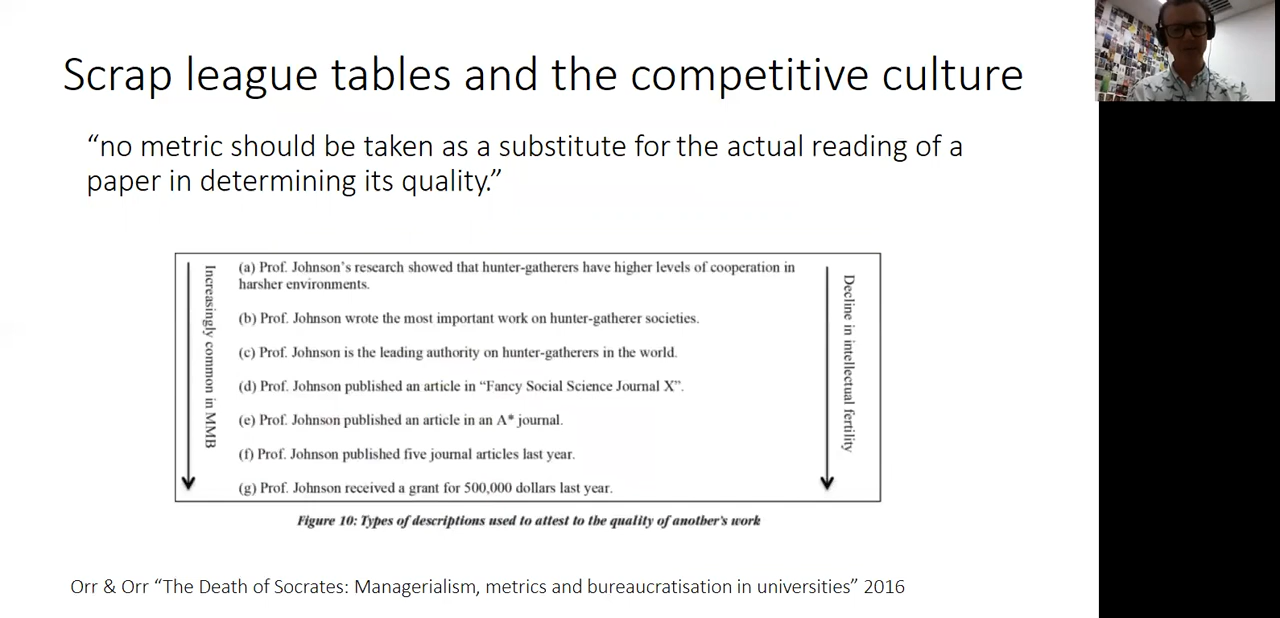 Scrap league tables and the competitive culture
“no metric should be taken as a substitute for the actual reading of a
paper in determining its quality.”
Increasingly common in MMB
(a) Prof. Johnson’s research showed that hunter-gatherers have higher levels of cooperation in
harsher environments.
(b) Prof. Johnson wrote the most important work on hunter-gatherer societies.
(c) Prof. Johnson is the leading authority on hunter-gatherers in the world.
(d) Prof. Johnson published an article in “Fancy Social Science Journal X”.
(e) Prof. Johnson published an article in an A* journal.
(f) Prof. Johnson published five journal articles last year.
(g) Prof. Johnson received a grant for 500,000 dollars last year.
Decline in intellectual fertility
Figure 10: Types of descriptions used to attest to the quality of another’s work
Orr & Orr “The Death of Socrates: Managerialism, metrics and bureaucratisation in universities” 2016